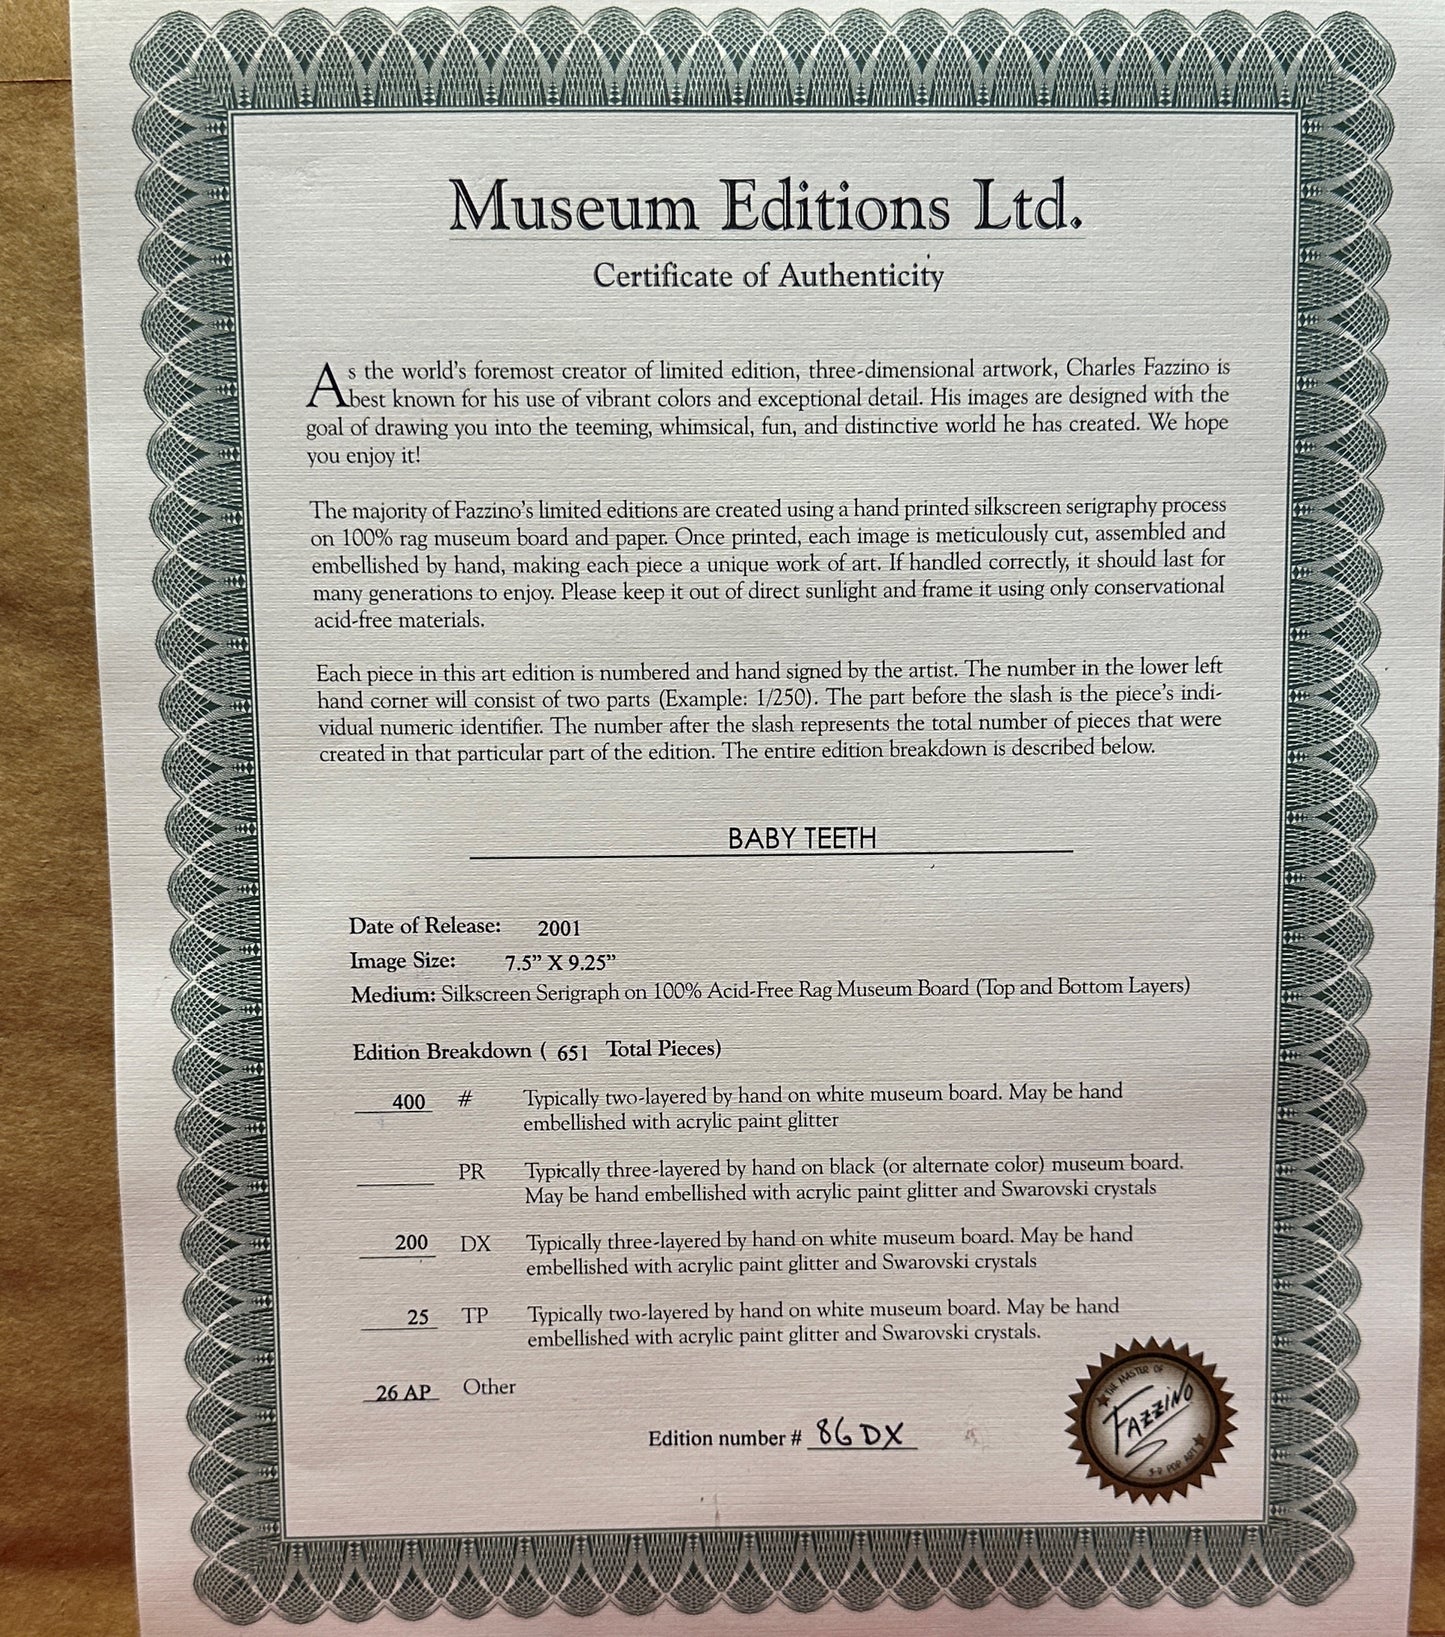 Museum Editions Ltd.
Certificate of Authenticity
As the world's foremost creator of limited edition, three-dimensional artwork, Charles Fazzino is
best known for his use of vibrant colors and exceptional detail. His images are designed with the
goal of drawing you into the teeming, whimsical, fun, and distinctive world he has created. We hope
you enjoy it!
The majority of Fazzino's limited editions are created using a hand printed silkscreen serigraphy process
on 100% rag museum board and paper. Once printed, each image is meticulously cut, assembled and
embellished by hand, making each piece a unique work of art. If handled correctly, it should last for
many generations to enjoy. Please keep it out of direct sunlight and frame it using only conservational
acid-free materials.
Each piece in this art edition is numbered and hand signed by the artist. The number in the lower left
hand corner will consist of two parts (Example: 1/250). The part before the slash is the piece's indi-
vidual numeric identifier. The number after the slash represents the total number of pieces that were
created in that particular part of the edition. The entire edition breakdown is described below.
BABY TEETH
Date of Release: 2001
Image Size: 7.5" X 9.25"
Medium: Silkscreen Serigraph on 100% Acid-Free Rag Museum Board (Top and Bottom Layers)
Edition Breakdown ( 651 Total Pieces)
400 # Typically two-layered by hand on white museum board. May be hand
embellished with acrylic paint glitter
PR Typically three-layered by hand on black (or alternate color) museum board.
May be hand embellished with acrylic paint glitter and Swarovski crystals
200 DX Typically three-layered by hand on white museum board. May be hand
embellished with acrylic paint glitter and Swarovski crystals
25 TP Typically two-layered by hand on white museum board. May be hand
embellished with acrylic paint glitter and Swarovski crystals.
26 AP Other
Edition number # 86 DX
THE MASTER OF
FAZZINO
3-D POP ART